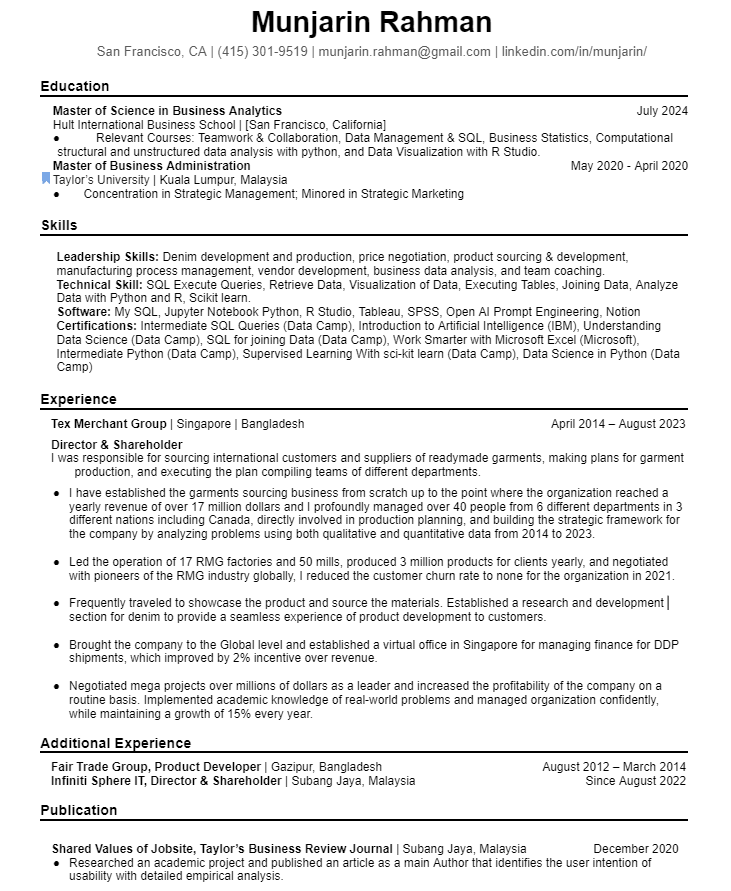 Munjarin Rahman
San Francisco, CA | (415) 301-9519 | munjarin.rahman@gmail.com | linkedin.com/in/munjarin/
Education
Master of Science in Business Analytics July 2024
Hult International Business School | [San Francisco, California]
● Relevant Courses: Teamwork & Collaboration, Data Management & SQL, Business Statistics, Computational
structural and unstructured data analysis with python, and Data Visualization with R Studio.
Master of Business Administration May 2020 - April 2020
Taylor's University | Kuala Lumpur, Malaysia
● Concentration in Strategic Management; Minored in Strategic Marketing
Skills
Leadership Skills: Denim development and production, price negotiation, product sourcing & development,
manufacturing process management, vendor development, business data analysis, and team coaching.
Technical Skill: SQL Execute Queries, Retrieve Data, Visualization of Data, Executing Tables, Joining Data, Analyze
Data with Python and R, Scikit learn.
Software: My SQL, Jupyter Notebook Python, R Studio, Tableau, SPSS, Open AI Prompt Engineering, Notion
Certifications: Intermediate SQL Queries (Data Camp), Introduction to Artificial Intelligence (IBM), Understanding
Data Science (Data Camp), SQL for joining Data (Data Camp), Work Smarter with Microsoft Excel (Microsoft),
Intermediate Python (Data Camp), Supervised Learning With sci-kit learn (Data Camp), Data Science in Python (Data
Camp)
Experience
Tex Merchant Group | Singapore | Bangladesh April 2014 – August 2023
Director & Shareholder
I was responsible for sourcing international customers and suppliers of readymade garments, making plans for garment
production, and executing the plan compiling teams of different departments.
● I have established the garments sourcing business from scratch up to the point where the organization reached a
yearly revenue of over 17 million dollars and I profoundly managed over 40 people from 6 different departments in 3
different nations including Canada, directly involved in production planning, and building the strategic framework for
the company by analyzing problems using both qualitative and quantitative data from 2014 to 2023.
● Led the operation of 17 RMG factories and 50 mills, produced 3 million products for clients yearly, and negotiated
with pioneers of the RMG industry globally, I reduced the customer churn rate to none for the organization in 2021.
● Frequently traveled to showcase the product and source the materials. Established a research and development
section for denim to provide a seamless experience of product development to customers.
● Brought the company to the Global level and established a virtual office in Singapore for managing finance for DDP
shipments, which improved by 2% incentive over revenue.
● Negotiated mega projects over millions of dollars as a leader and increased the profitability of the company on a
routine basis. Implemented academic knowledge of real-world problems and managed organization confidently,
while maintaining a growth of 15% every year.
Additional Experience
Fair Trade Group, Product Developer | Gazipur, Bangladesh August 2012 – March 2014
Infiniti Sphere IT, Director & Shareholder | Subang Jaya, Malaysia Since August 2022
Publication
Shared Values of Jobsite, Taylor's Business Review Journal | Subang Jaya, Malaysia December 2020
● Researched an academic project and published an article as a main Author that identifies the user intention of
usability with detailed empirical analysis.